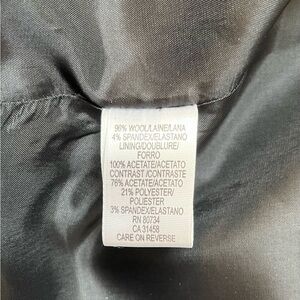 96% WOOL/LAINE/LANA
4% SPANDEX/ELASTANO
LINING/DOUBLURE/
FORRO
100% ACETATE/ACETATO
CONTRAST/CONTRASTE
76% ACETATE/ACETATO
21% POLYESTER/
POLIESTER
3% SPANDEX/ELASTANO
RN 80734
CA 31458
CARE ON REVERSE